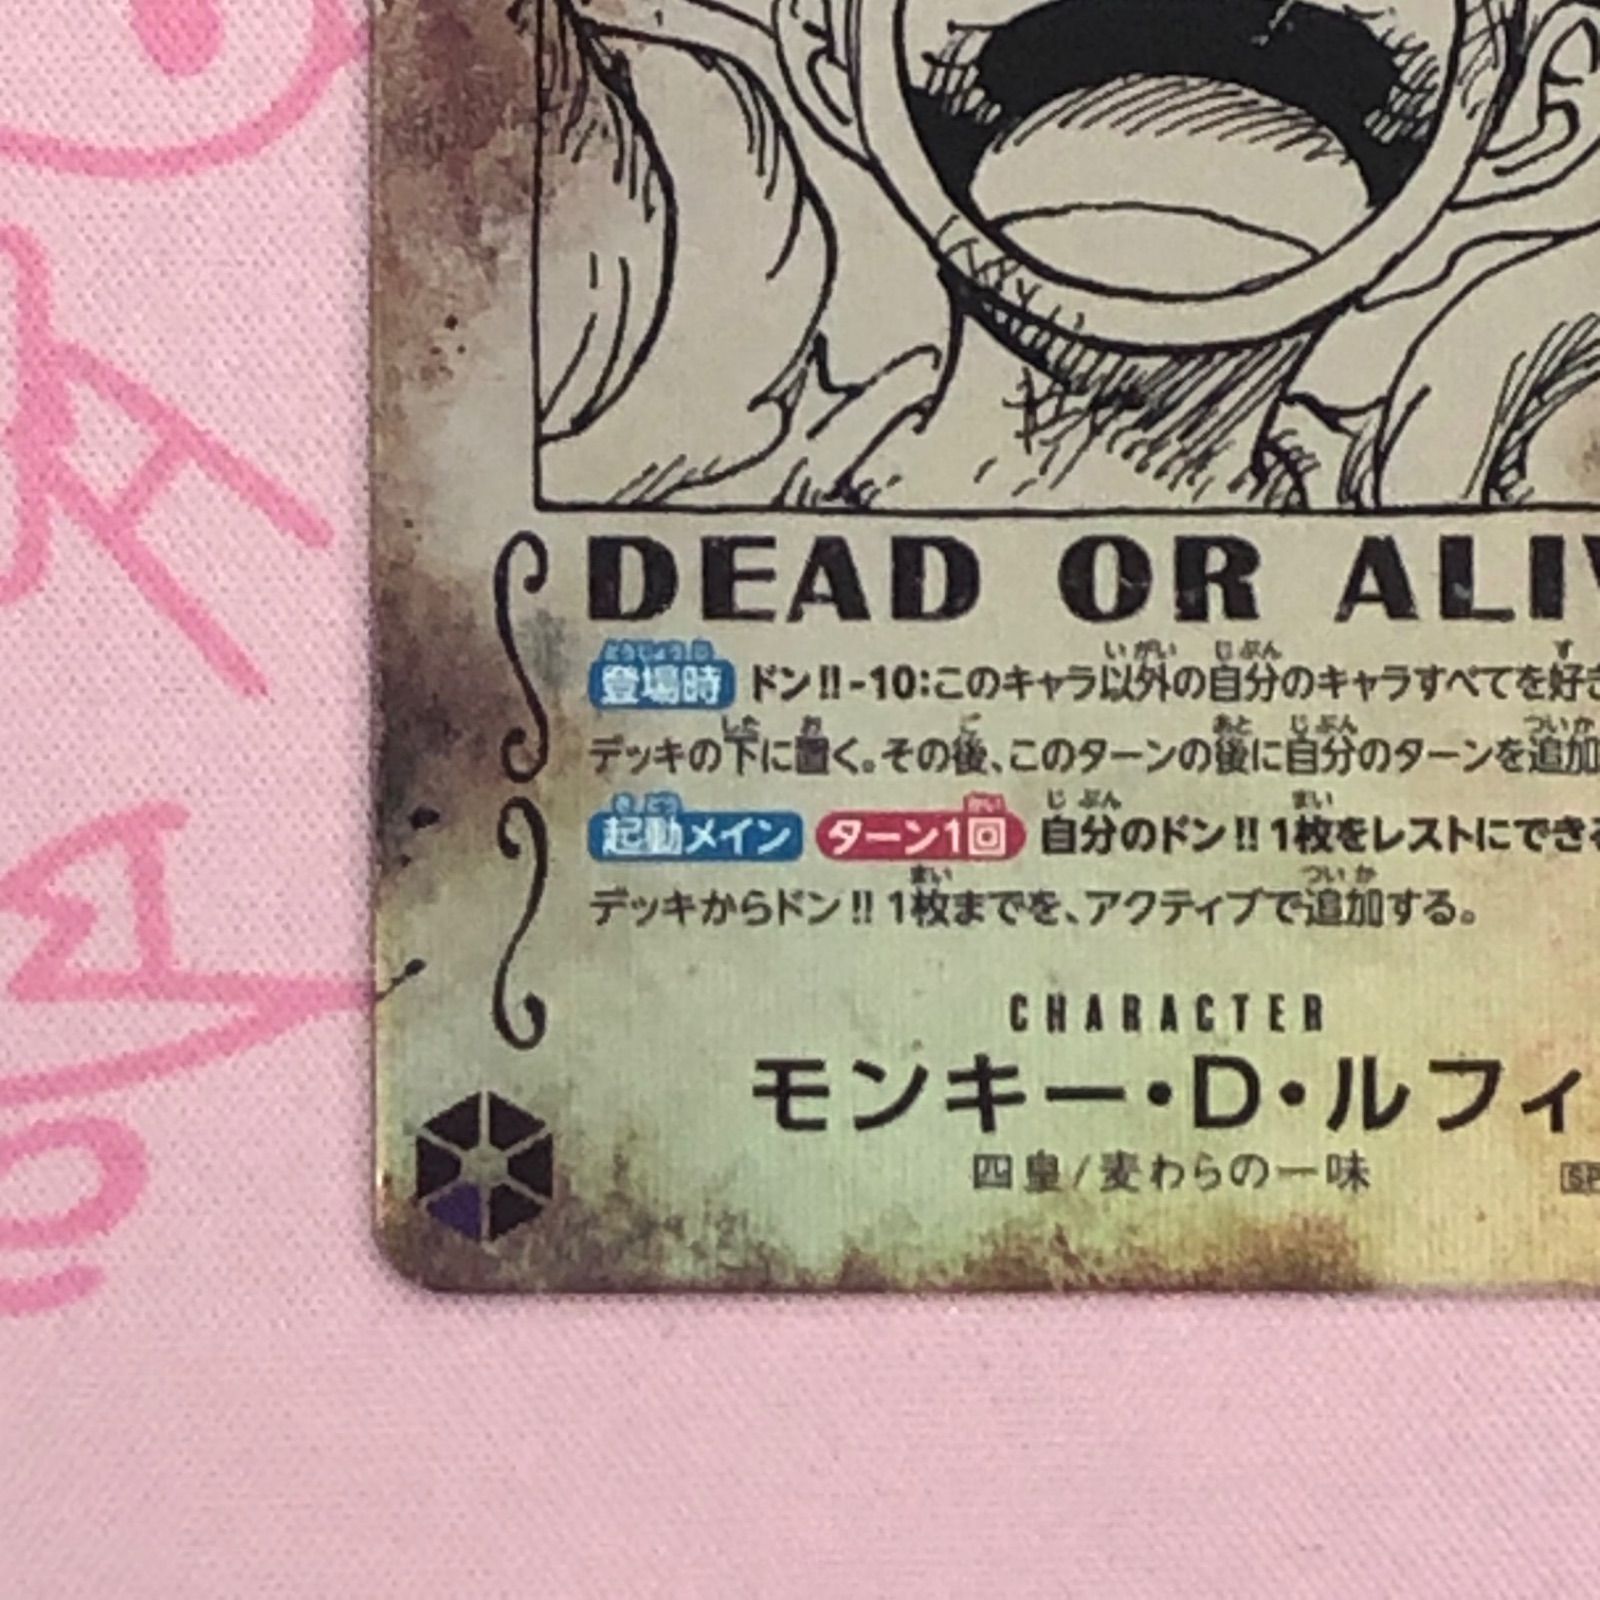 DEAD OR ALIV
登場時 ドン!!-10:このキャラ以外の自分のキャラすべてを好き
デッキの下に置く。その後、このターンの後に自分のターンを追加
起動メイン ターン1回 自分のドン!!1枚をレストにできる
デッキからドン!!1枚までを、アクティブで追加する。
CHARACTER
モンキー・D・ルフィ
四皇/麦わらの一味
SP